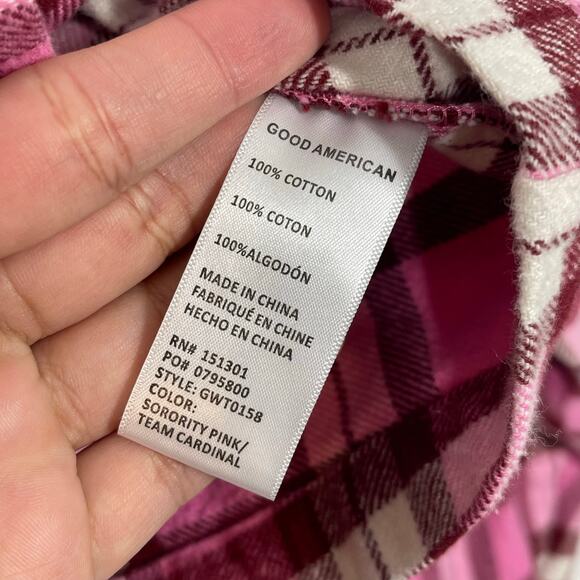 GOOD AMERICAN
100% COTTON
100% COTON
100%ALGODÓN
MADE IN CHINA
FABRIQUÉ EN CHINE
HECHO EN CHINA
RN# 151301
PO# 0795800
STYLE: GWT0158
COLOR:
SORORITY PINK/
TEAM CARDINAL